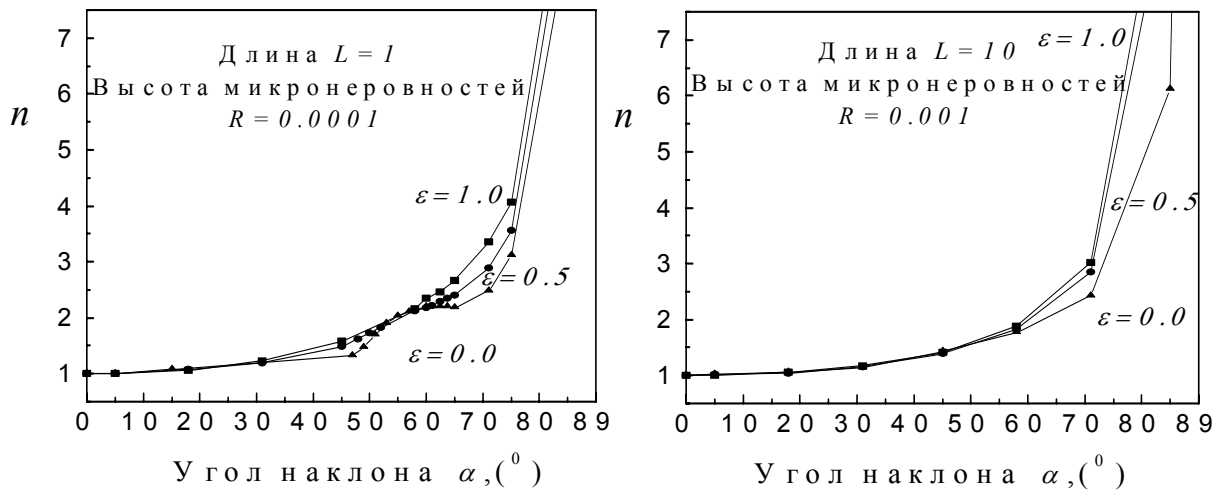 7
6
5
4
3
2
1
n
Длина L = 1
Высота микронеровностей
R = 0.0001
ε = 1.0
ε = 0.5
ε = 0.0
0 10 20 30 40 50 60 70 80 89
Угол наклона α,(⁰)
7
6
5
4
3
2
1
n
Длина L = 10
Высота микронеровностей
R = 0.001
ε = 1.0
ε = 0.5
ε = 0.0
0 10 20 30 40 50 60 70 80 89
Угол наклона α,(⁰)